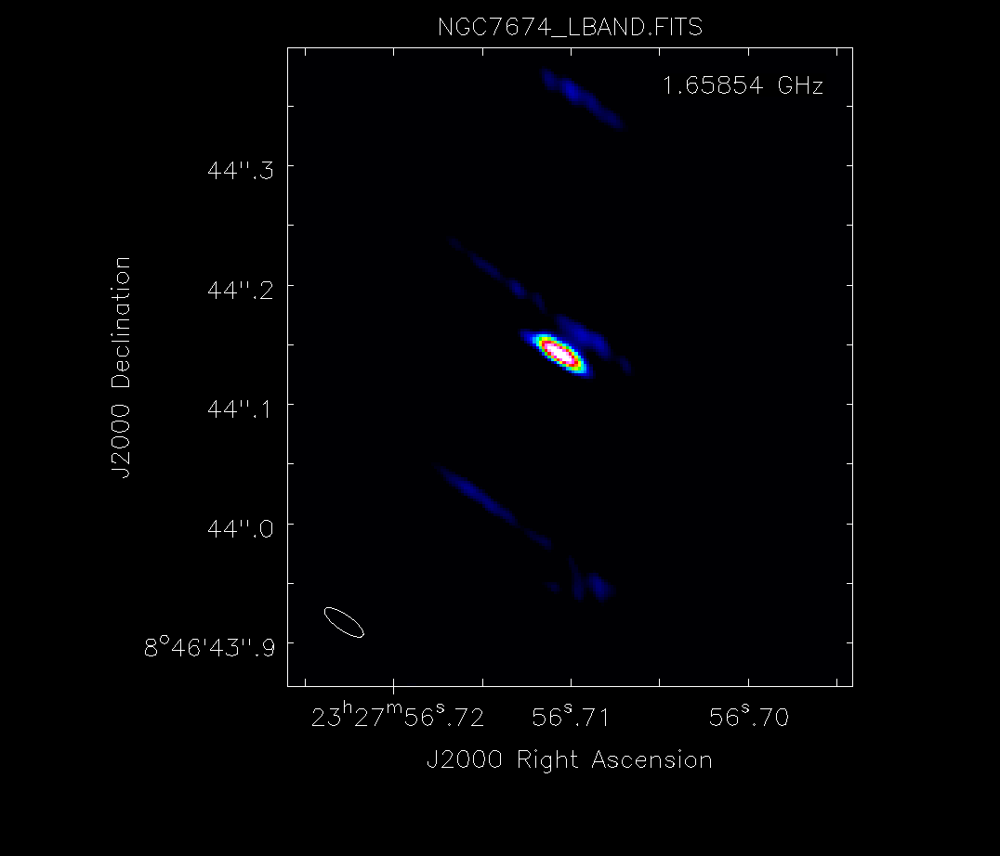 NGC7674_LBAND.FITS
1.65854 GHz
44".3
44".2
J2000 Declination
44".1
44".0
8°46'43".9
23ʰ27ᵐ56ˢ.72 56ˢ.71 56ˢ.70
J2000 Right Ascension